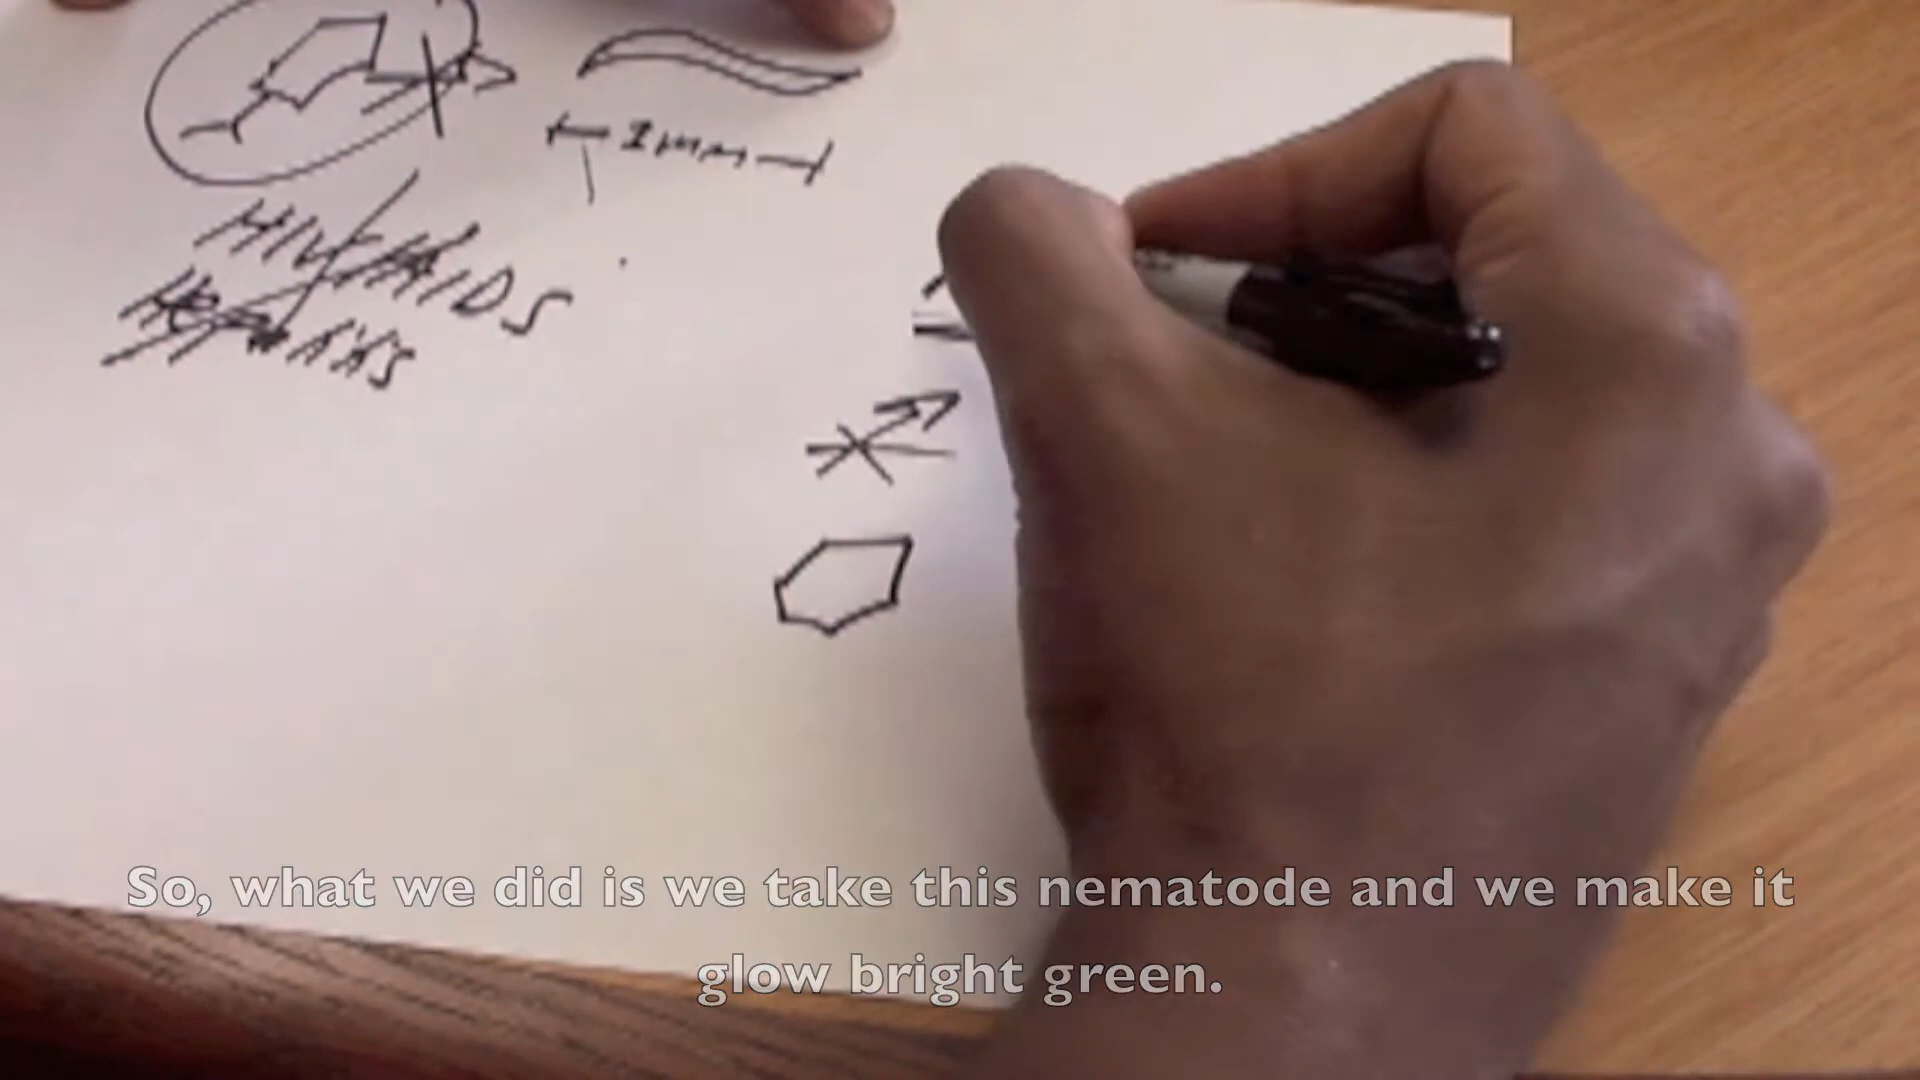 1mm
HIV/AIDS
So, what we did is we take this nematode and we make it
glow bright green.